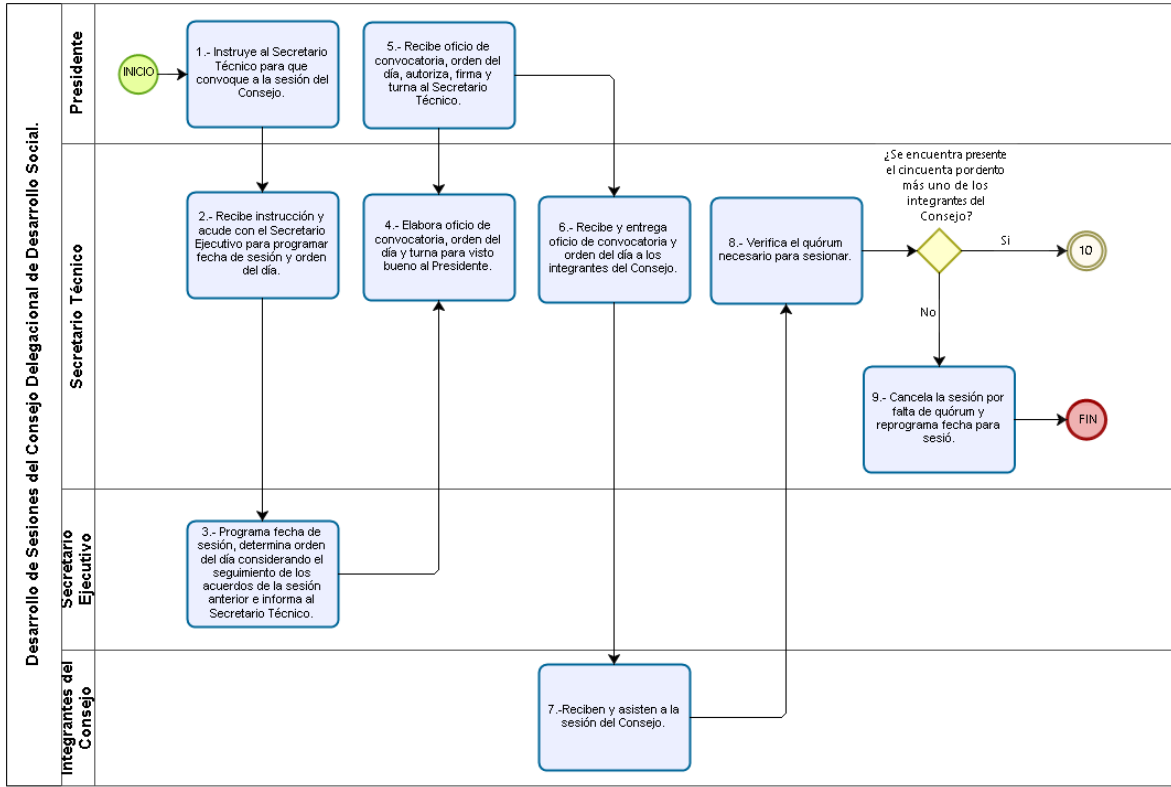 Desarrollo de Sesiones del Consejo Delegacional de Desarrollo Social.
Presidente
INICIO
1.- Instruye al Secretario
Técnico para que
convoque a la sesión del
Consejo.
5.- Recibe oficio de
convocatoria, orden del
día, autoriza, firma y
turna al Secretario
Técnico.
Secretario Técnico
2.- Recibe instrucción y
acude con el Secretario
Ejecutivo para programar
fecha de sesión y orden
del día.
4.- Elabora oficio de
convocatoria, orden del
día y turna para visto
bueno al Presidente.
6.- Recibe y entrega
oficio de convocatoria y
orden del día a los
integrantes del Consejo.
8.- Verifica el quórum
necesario para sesionar.
¿Se encuentra presente
el cincuenta por ciento
más uno de los
integrantes del
Consejo?
Si
10
No
9.- Cancela la sesión por
falta de quórum y
reprograma fecha para
sesió.
FIN
Secretario
Ejecutivo
3.- Programa fecha de
sesión, determina orden
del día considerando el
seguimiento de los
acuerdos de la sesión
anterior e informa al
Secretario Técnico.
Integrantes del
Consejo
7.-Reciben y asisten a la
sesión del Consejo.